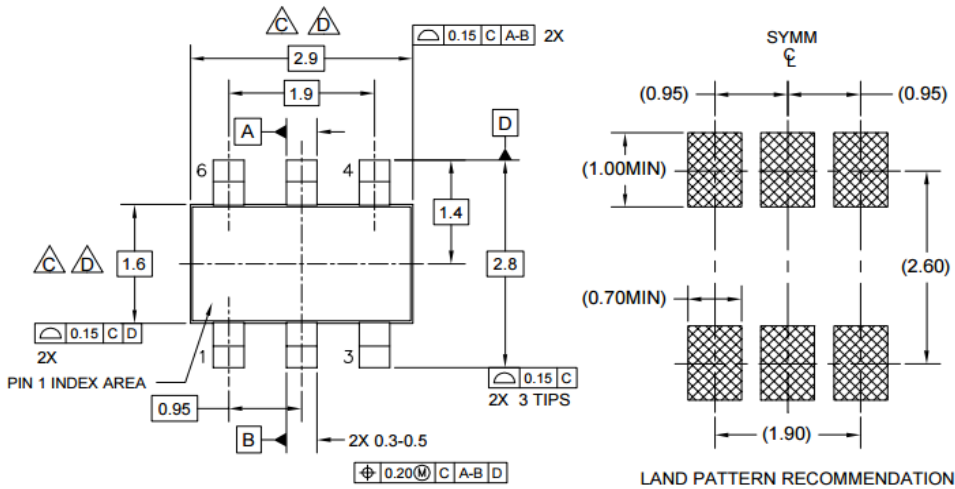 C D
⌓ 0.15 C A-B 2X
2.9
1.9
A
D
6
4
1.4
C D
1.6
2.8
⌓ 0.15 C D
2X
1
3
PIN 1 INDEX AREA
⌓ 0.15 C
2X 3 TIPS
0.95
B
2X 0.3-0.5
⌖ 0.20Ⓜ C A-B D
SYMM
℄
(0.95)
(0.95)
(1.00MIN)
(2.60)
(0.70MIN)
(1.90)
LAND PATTERN RECOMMENDATION